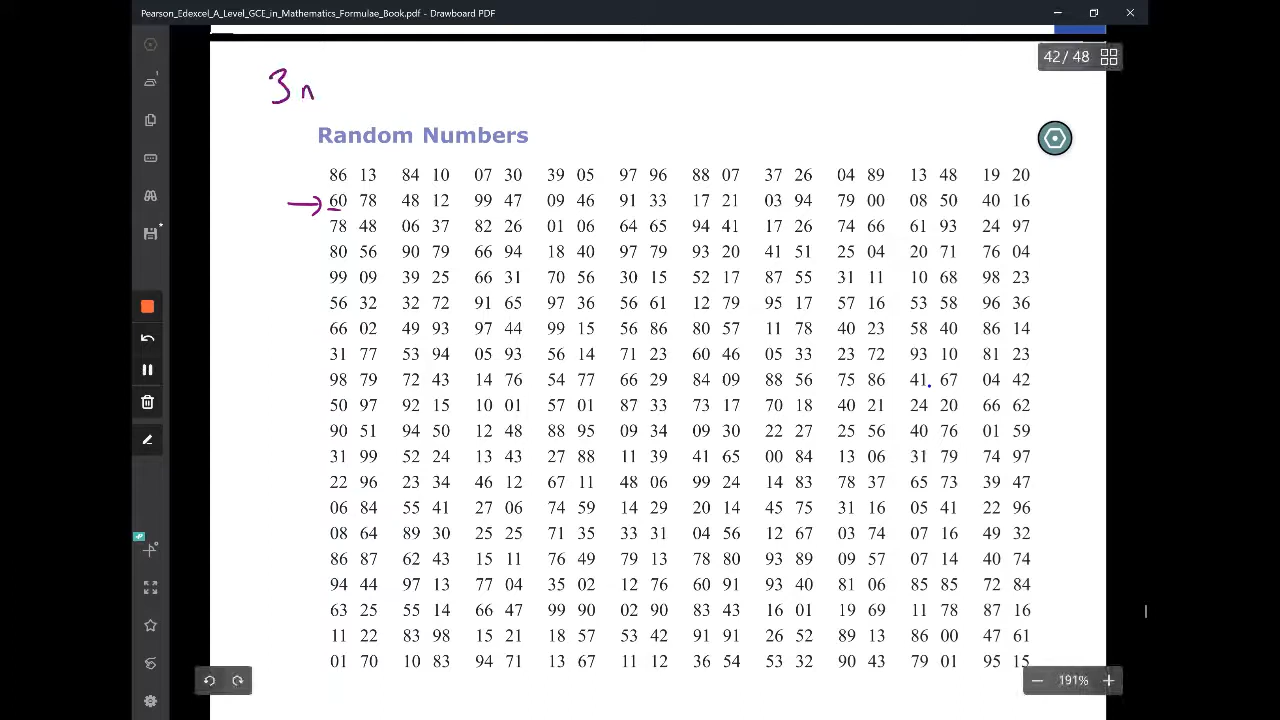 Pearson_Edexcel_A_Level_GCE_in_Mathematics_Formulae_Book.pdf - Drawboard PDF
42 / 48
3 n
Random Numbers
86 13 84 10 07 30 39 05 97 96 88 07 37 26 04 89 13 48 19 20
60 78 48 12 99 47 09 46 91 33 17 21 03 94 79 00 08 50 40 16
78 48 06 37 82 26 01 06 64 65 94 41 17 26 74 66 61 93 24 97
80 56 90 79 66 94 18 40 97 79 93 20 41 51 25 04 20 71 76 04
99 09 39 25 66 31 70 56 30 15 52 17 87 55 31 11 10 68 98 23
56 32 32 72 91 65 97 36 56 61 12 79 95 17 57 16 53 58 96 36
66 02 49 93 97 44 99 15 56 86 80 57 11 78 40 23 58 40 86 14
31 77 53 94 05 93 56 14 71 23 60 46 05 33 23 72 93 10 81 23
98 79 72 43 14 76 54 77 66 29 84 09 88 56 75 86 41 67 04 42
50 97 92 15 10 01 57 01 87 33 73 17 70 18 40 21 24 20 66 62
90 51 94 50 12 48 88 95 09 34 09 30 22 27 25 56 40 76 01 59
31 99 52 24 13 43 27 88 11 39 41 65 00 84 13 06 31 79 74 97
22 96 23 34 46 12 67 11 48 06 99 24 14 83 78 37 65 73 39 47
06 84 55 41 27 06 74 59 14 29 20 14 45 75 31 16 05 41 22 96
08 64 89 30 25 25 71 35 33 31 04 56 12 67 03 74 07 16 49 32
86 87 62 43 15 11 76 49 79 13 78 80 93 89 09 57 07 14 40 74
94 44 97 13 77 04 35 02 12 76 60 91 93 40 81 06 85 85 72 84
63 25 55 14 66 47 99 90 02 90 83 43 16 01 19 69 11 78 87 16
11 22 83 98 15 21 18 57 53 42 91 91 26 52 89 13 86 00 47 61
01 70 10 83 94 71 13 67 11 12 36 54 53 32 90 43 79 01 95 15
191%